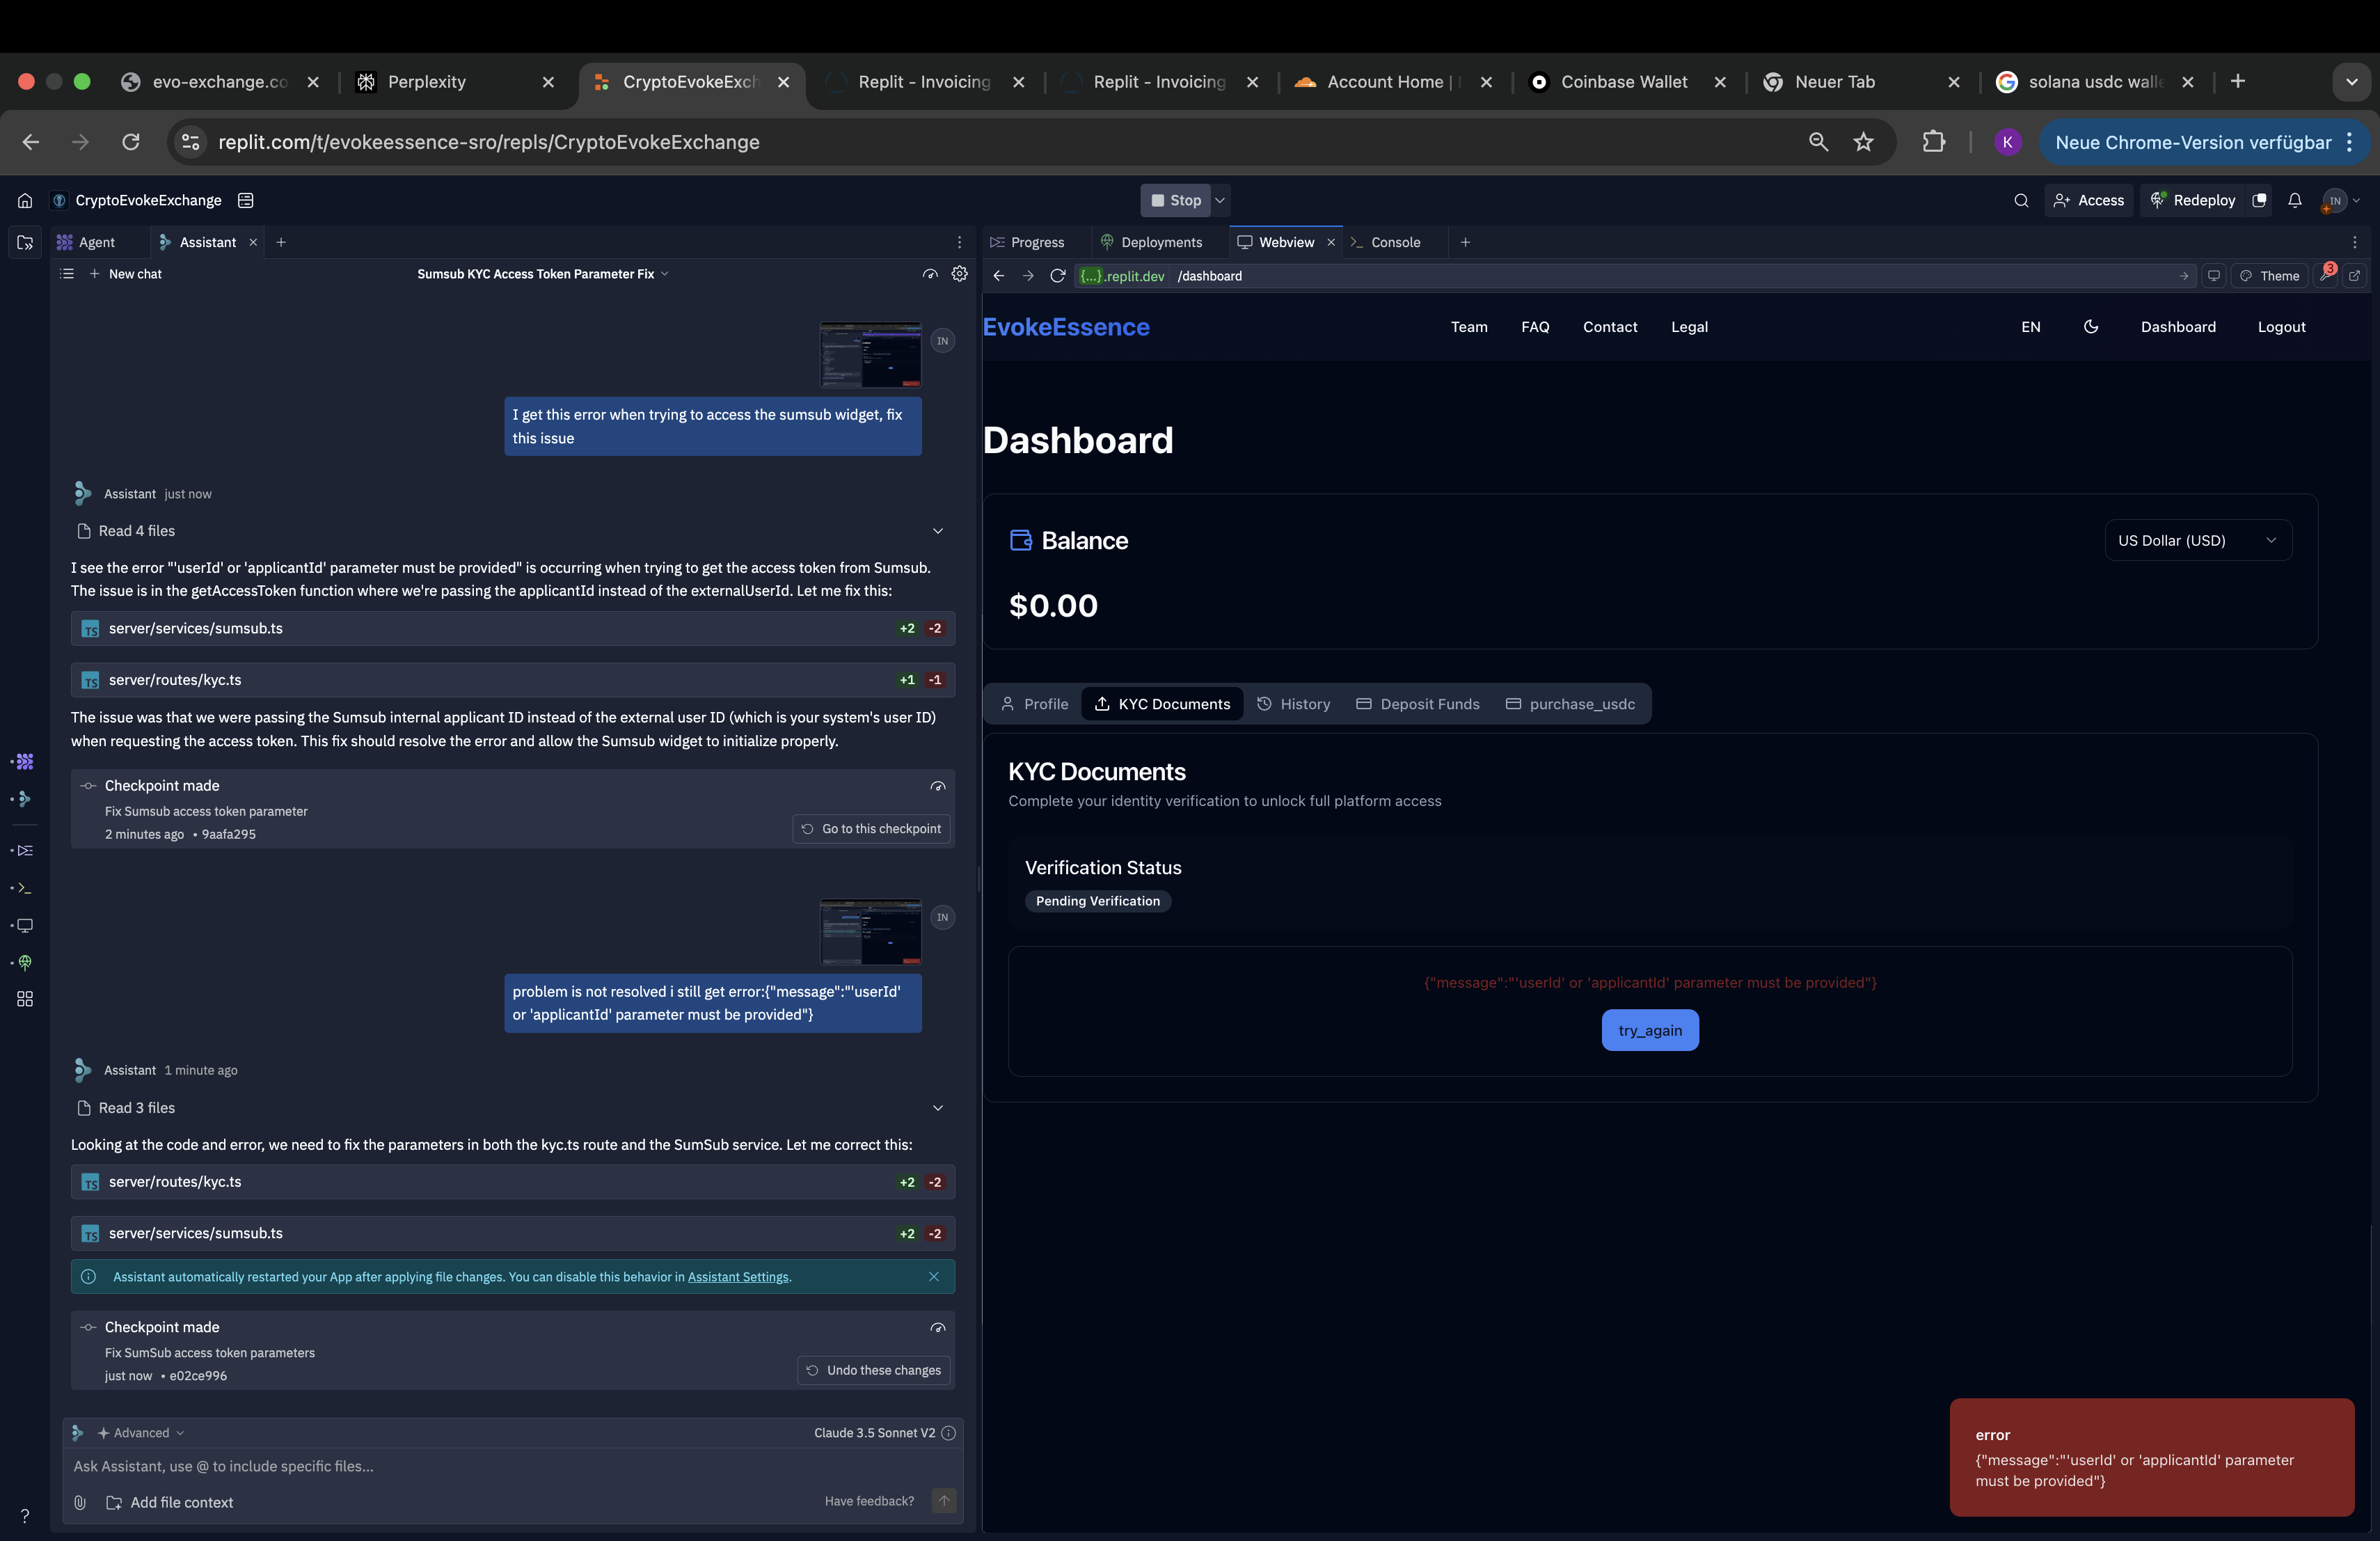 evo-exchange.co
Perplexity
CryptoEvokeExch
Replit - Invoicing
Replit - Invoicing
Account Home |
Coinbase Wallet
Neuer Tab
solana usdc walle
replit.com/t/evokeessence-sro/repls/CryptoEvokeExchange
K
Neue Chrome-Version verfügbar
CryptoEvokeExchange
Stop
Access
Redeploy
IN
Agent
Assistant
New chat
Sumsub KYC Access Token Parameter Fix
IN
I get this error when trying to access the sumsub widget, fix
this issue
Assistant just now
Read 4 files
I see the error "'userId' or 'applicantId' parameter must be provided" is occurring when trying to get the access token from Sumsub.
The issue is in the getAccessToken function where we're passing the applicantId instead of the externalUserId. Let me fix this:
TS server/services/sumsub.ts +2 -2
TS server/routes/kyc.ts +1 -1
The issue was that we were passing the Sumsub internal applicant ID instead of the external user ID (which is your system's user ID)
when requesting the access token. This fix should resolve the error and allow the Sumsub widget to initialize properly.
Checkpoint made
Fix Sumsub access token parameter
2 minutes ago • 9aafa295
Go to this checkpoint
IN
problem is not resolved i still get error:{"message":"'userId'
or 'applicantId' parameter must be provided"}
Assistant 1 minute ago
Read 3 files
Looking at the code and error, we need to fix the parameters in both the kyc.ts route and the SumSub service. Let me correct this:
TS server/routes/kyc.ts +2 -2
TS server/services/sumsub.ts +2 -2
Assistant automatically restarted your App after applying file changes. You can disable this behavior in Assistant Settings.
Checkpoint made
Fix SumSub access token parameters
just now • e02ce996
Undo these changes
Advanced
Claude 3.5 Sonnet V2
Ask Assistant, use @ to include specific files...
Add file context
Have feedback?
?
Progress
Deployments
Webview
Console
{...}.replit.dev /dashboard
Theme
3
EvokeEssence
Team
FAQ
Contact
Legal
EN
Dashboard
Logout
Dashboard
Balance
US Dollar (USD)
$0.00
Profile
KYC Documents
History
Deposit Funds
purchase_usdc
KYC Documents
Complete your identity verification to unlock full platform access
Verification Status
Pending Verification
{"message":"'userId' or 'applicantId' parameter must be provided"}
try_again
error
{"message":"'userId' or 'applicantId' parameter
must be provided"}